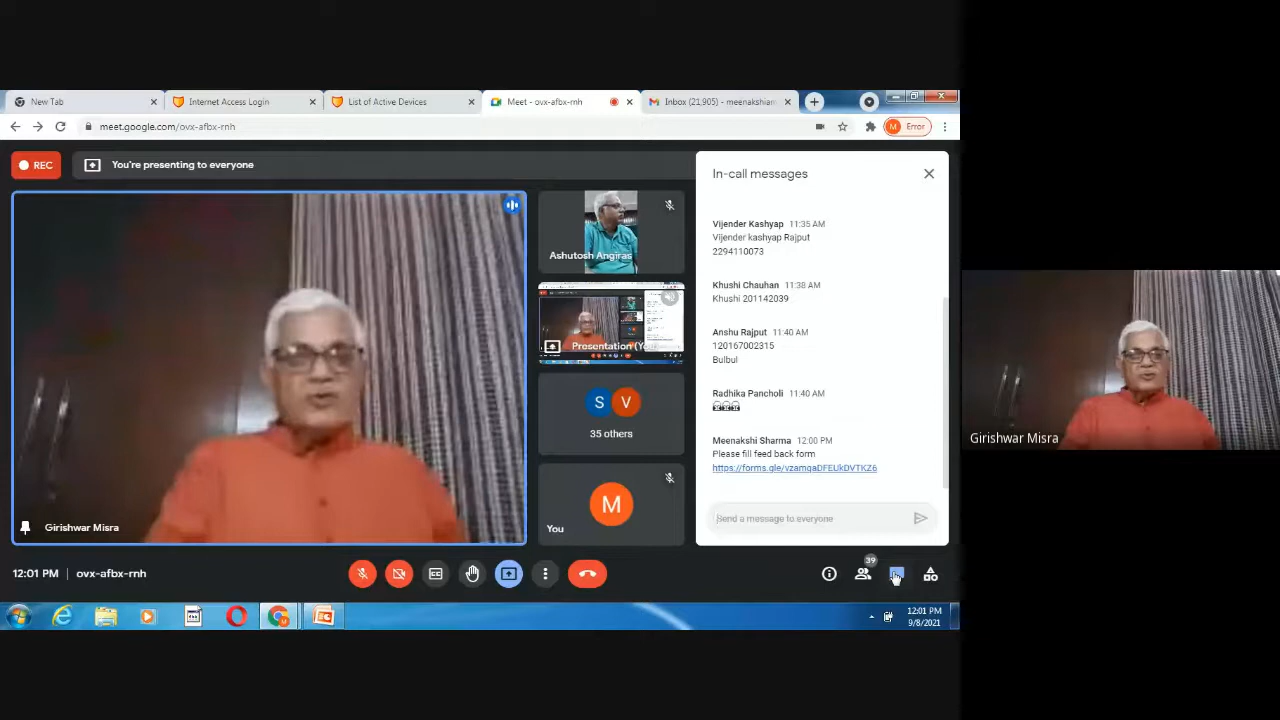 New Tab
Internet Access Login
List of Active Devices
Meet - ovx-afbx-rnh
Inbox (21,905) - meenakshiam
meet.google.com/ovx-afbx-rnh
M Error
REC
You're presenting to everyone
In-call messages
Vijender Kashyap 11:35 AM
Vijender kashyap Rajput
2294110073
Khushi Chauhan 11:38 AM
Khushi 201142039
Anshu Rajput 11:40 AM
120167002315
Bulbul
Radhika Pancholi 11:40 AM
Meenakshi Sharma 12:00 PM
Please fill feed back form
https://forms.gle/vzamqaDFEUkDVTKZ6
Send a message to everyone
Ashutosh Angiras
Presentation (Yo
S V
35 others
M
You
Girishwar Misra
12:01 PM | ovx-afbx-rnh
39
12:01 PM
9/8/2021
Girishwar Misra